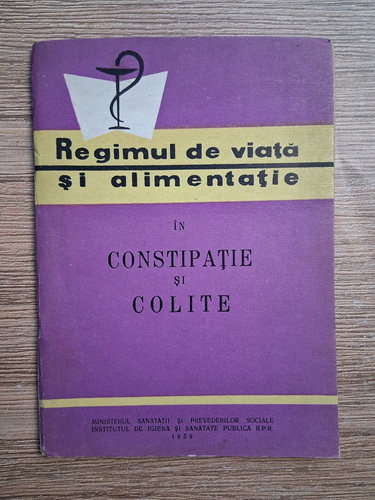 Regimul de viață
și alimentație
ÎN
CONSTIPAȚIE
ȘI
COLITE
MINISTERUL SĂNĂTĂȚII ȘI PREVEDERILOR SOCIALE
INSTITUTUL DE IGIENĂ ȘI SĂNĂTATE PUBLICĂ R.P.R.
1956